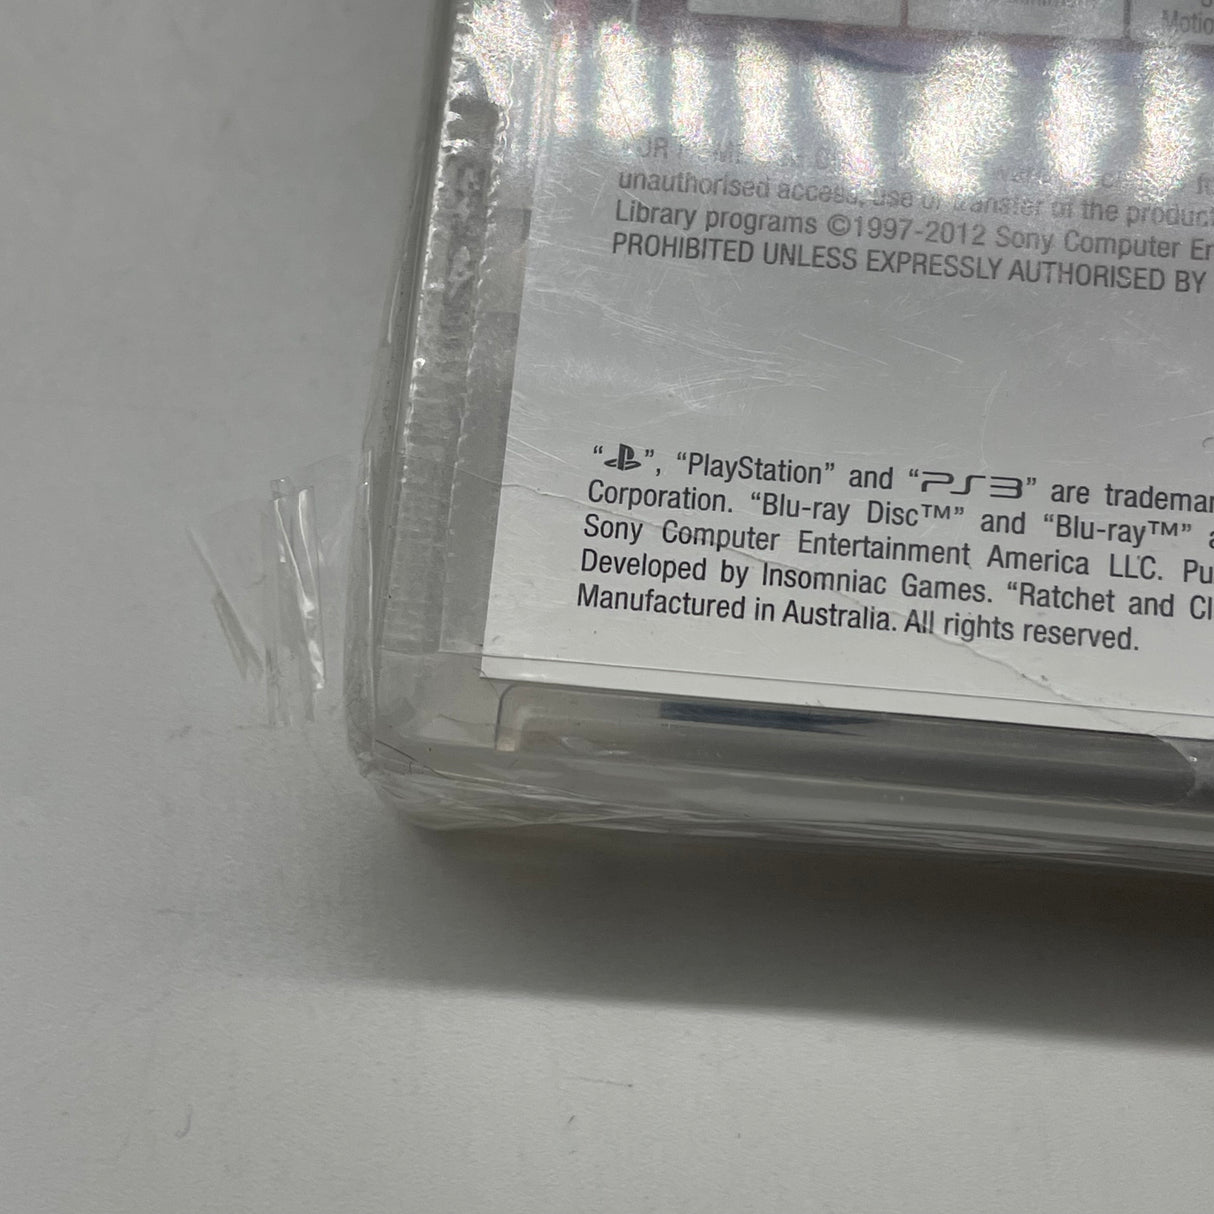 Motio
unauthorised access, use or transfer of the product
Library programs ©1997-2012 Sony Computer En
PROHIBITED UNLESS EXPRESSLY AUTHORISED BY
“ ”, “PlayStation” and “PS3” are trademar
Corporation. “Blu-ray Disc™” and “Blu-ray™” a
Sony Computer Entertainment America LLC. Pu
Developed by Insomniac Games. “Ratchet and Cl
Manufactured in Australia. All rights reserved.